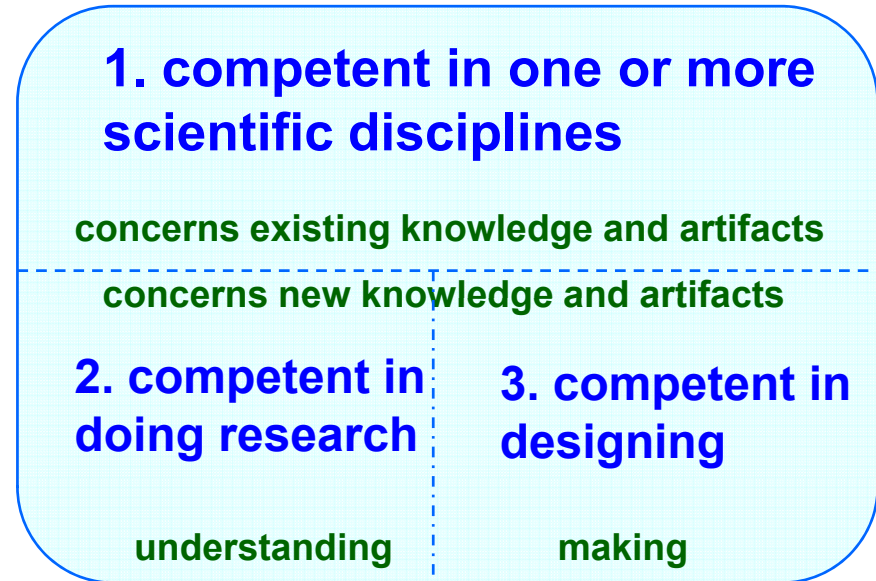 1. competent in one or more
scientific disciplines
concerns existing knowledge and artifacts
concerns new knowledge and artifacts
2. competent in
doing research
3. competent in
designing
understanding
making